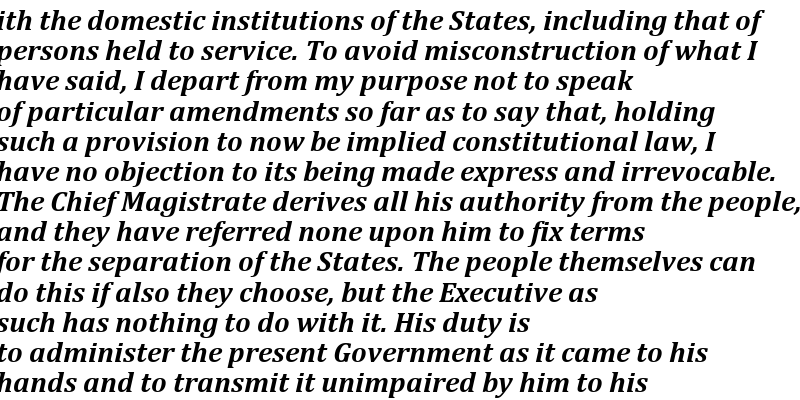 ith the domestic institutions of the States, including that of
persons held to service. To avoid misconstruction of what I
have said, I depart from my purpose not to speak
of particular amendments so far as to say that, holding
such a provision to now be implied constitutional law, I
have no objection to its being made express and irrevocable.
The Chief Magistrate derives all his authority from the people,
and they have referred none upon him to fix terms
for the separation of the States. The people themselves can
do this if also they choose, but the Executive as
such has nothing to do with it. His duty is
to administer the present Government as it came to his
hands and to transmit it unimpaired by him to his